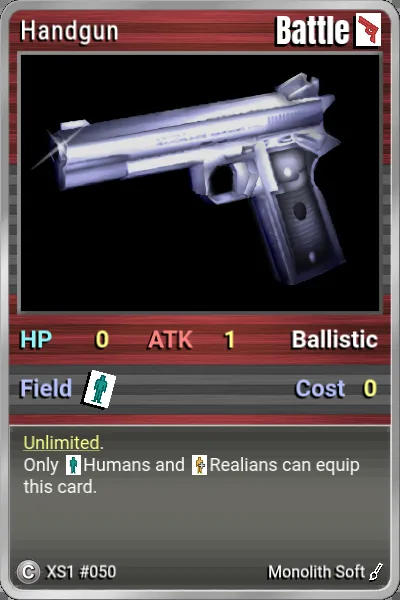 Handgun Battle
HP 0 ATK 1 Ballistic
Field Cost 0
Unlimited.
Only Humans and Realians can equip
this card.
C XS1 #050 Monolith Soft